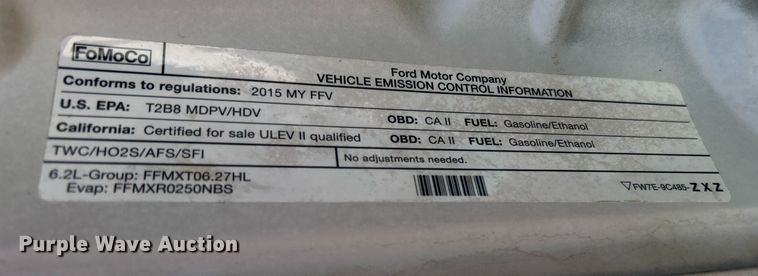 FoMoCo
Ford Motor Company
VEHICLE EMISSION CONTROL INFORMATION
Conforms to regulations: 2015 MY FFV
U.S. EPA: T2B8 MDPV/HDV OBD: CA II FUEL: Gasoline/Ethanol
California: Certified for sale ULEV II qualified OBD: CA II FUEL: Gasoline/Ethanol
TWC/HO2S/AFS/SFI No adjustments needed.
6.2L-Group: FFMXT06.27HL
Evap: FFMXR0250NBS
FW7E-9C485-ZXZ
Purple Wave Auction